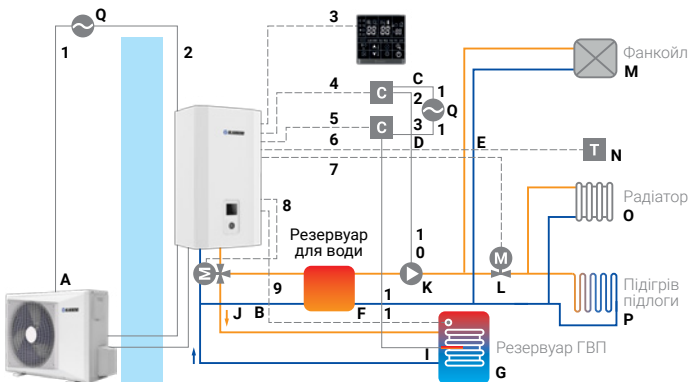 Q
3
1
2
4
C
C
1
2
Q
Фанкойл
M
5
C
3
1
6
D
E
T
N
7
8
Резервуар
для води
1
0
M
Радіатор
O
A
M
K
L
Підігрів
підлоги
P
9
J
B
F
1
1
I
Резервуар ГВП
G